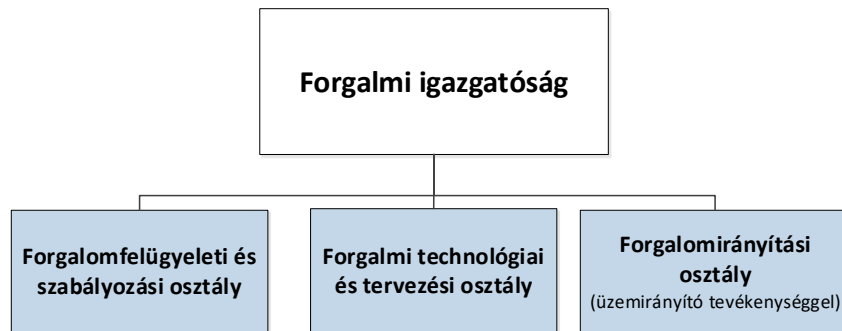 Forgalmi igazgatóság
Forgalomfelügyeleti és
szabályozási osztály
Forgalmi technológiai
és tervezési osztály
Forgalomirányítási
osztály
(üzemirányító tevékenységgel)